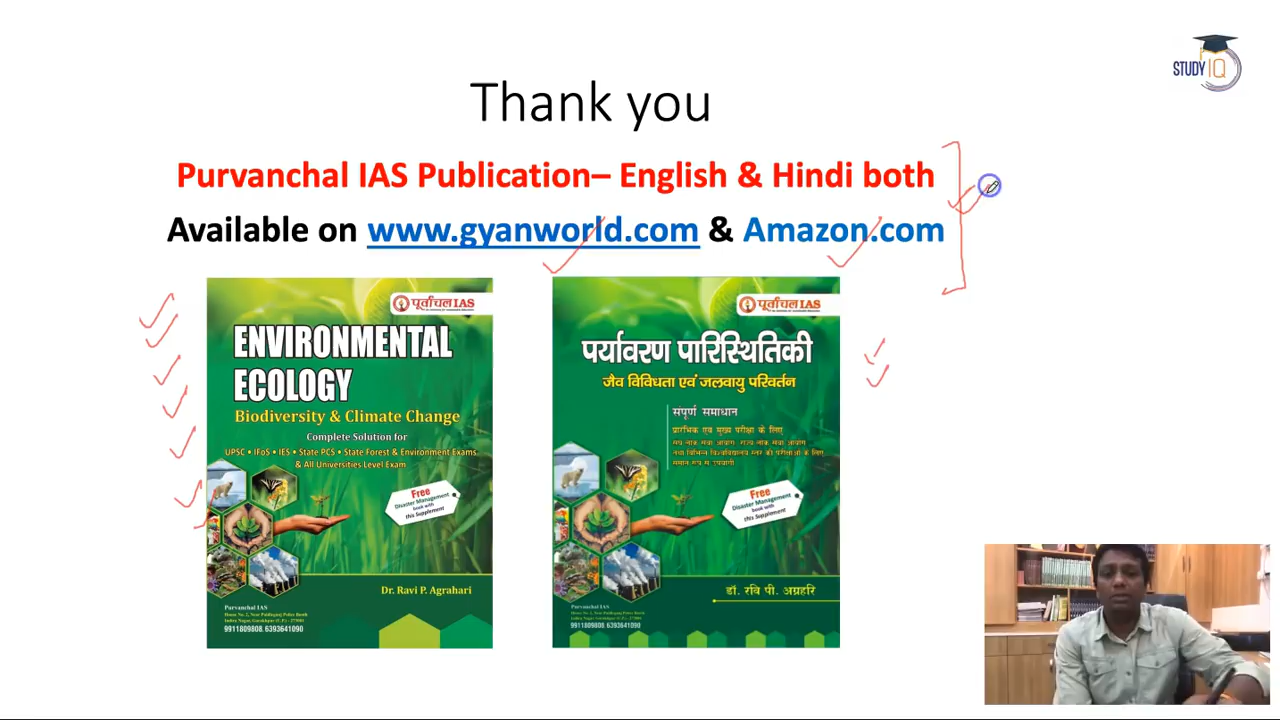 STUDY IQ
Thank you
Purvanchal IAS Publication– English & Hindi both
Available on www.gyanworld.com & Amazon.com
पूर्वांचल IAS
ENVIRONMENTAL
ECOLOGY
Biodiversity & Climate Change
Complete Solution for
UPSC • IFoS • IES • State PCS • State Forest & Environment Exams
& All Universities Level Exam
Free
Disaster Management
book with
this Supplement
Dr. Ravi P. Agrahari
Purvanchal IAS
9911809808, 6393641090
पूर्वांचल IAS
पर्यावरण पारिस्थितिकी
जैव विविधता एवं जलवायु परिवर्तन
संपूर्ण समाधान
प्रारंभिक एवं मुख्य परीक्षा के लिए
Free
Disaster Management
book with
this Supplement
डॉ. रवि पी. अग्रहरि
Purvanchal IAS
9911809808, 6393641090